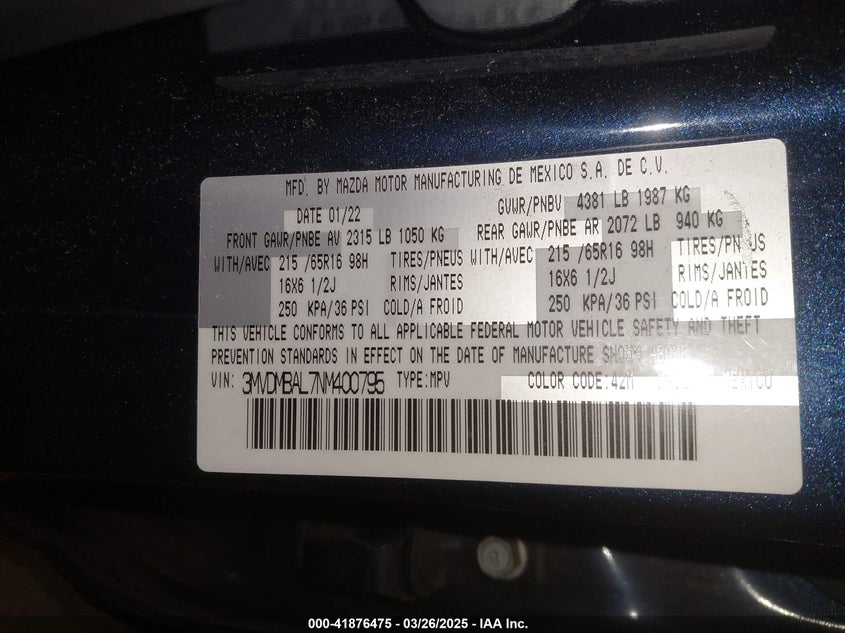 MFD. BY MAZDA MOTOR MANUFACTURING DE MEXICO S.A. DE C.V.
DATE 01/22 GVWR/PNBV 4381 LB 1987 KG
FRONT GAWR/PNBE AV 2315 LB 1050 KG REAR GAWR/PNBE AR 2072 LB 940 KG
WITH/AVEC 215 /65R16 98H TIRES/PNEUS WITH/AVEC 215 /65R16 98H TIRES/PN US
16X6 1/2J RIMS/JANTES 16X6 1/2J RIMS/JANTES
250 KPA/36 PSI COLD/A FROID 250 KPA/36 PSI COLD/A FROID
THIS VEHICLE CONFORMS TO ALL APPLICABLE FEDERAL MOTOR VEHICLE SAFETY AND THEFT
PREVENTION STANDARDS IN EFFECT ON THE DATE OF MANUFACTURE
VIN: 3MVDMBAL7NM400795 TYPE:MPV COLOR CODE:42M MEXICO
000-41876475 - 03/26/2025 - IAA Inc.